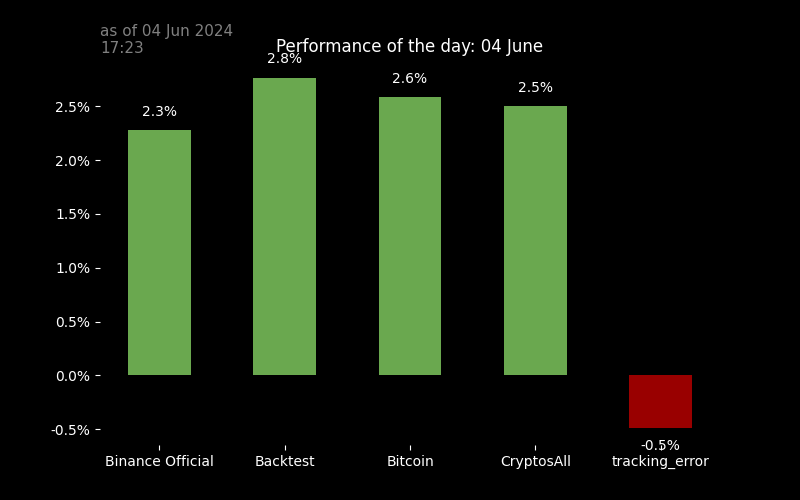 as of 04 Jun 2024
17:23
Performance of the day: 04 June
2.8%
2.6%
2.5%
2.3%
2.5%
2.0%
1.5%
1.0%
0.5%
0.0%
-0.5%
-0.5%
Binance Official
Backtest
Bitcoin
CryptosAll
tracking_error